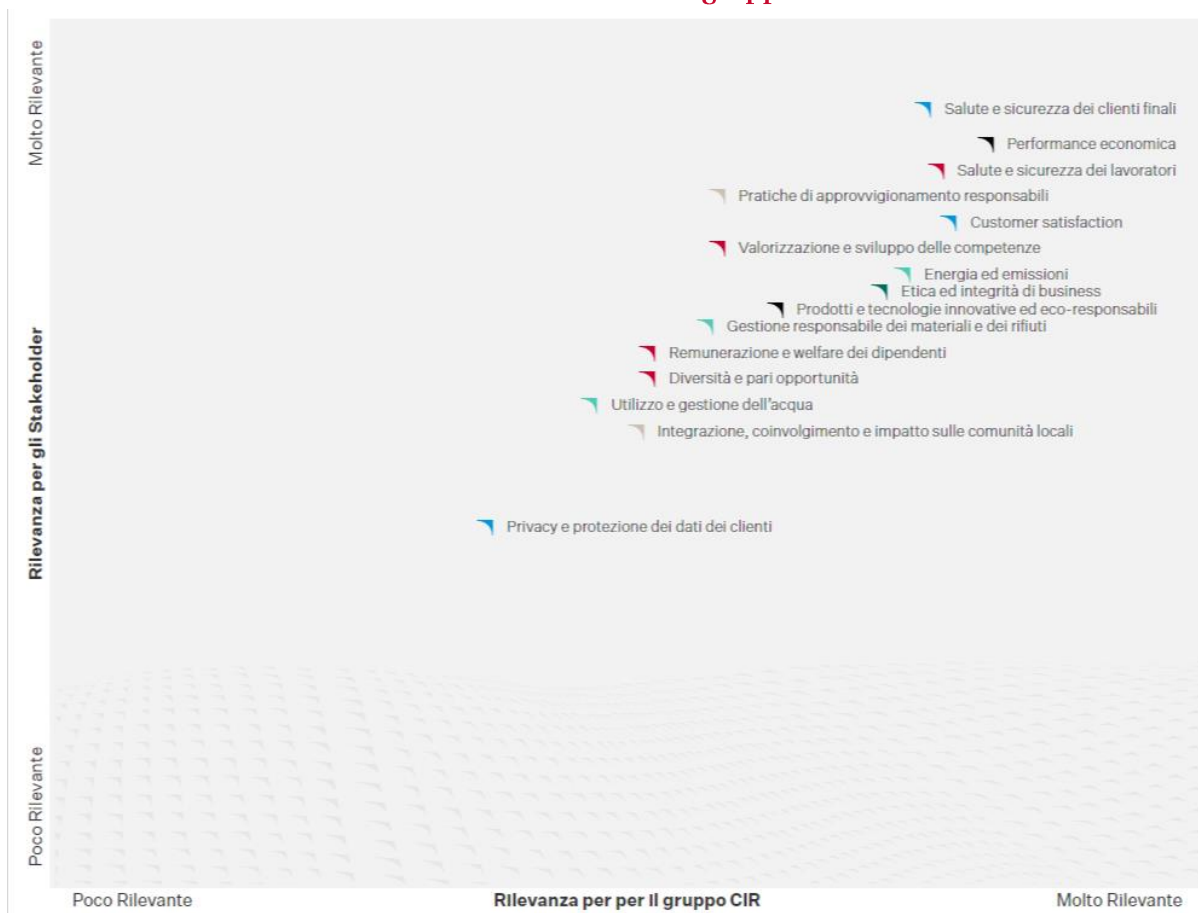 Molto Rilevante
Rilevanza per gli Stakeholder
Poco Rilevante
Salute e sicurezza dei clienti finali
Performance economica
Salute e sicurezza dei lavoratori
Pratiche di approvvigionamento responsabili
Customer satisfaction
Valorizzazione e sviluppo delle competenze
Energia ed emissioni
Etica ed integrità di business
Prodotti e tecnologie innovative ed eco-responsabili
Gestione responsabile dei materiali e dei rifiuti
Remunerazione e welfare dei dipendenti
Diversità e pari opportunità
Utilizzo e gestione dell'acqua
Integrazione, coinvolgimento e impatto sulle comunità locali
Privacy e protezione dei dati dei clienti
Poco Rilevante
Rilevanza per per il gruppo CIR
Molto Rilevante